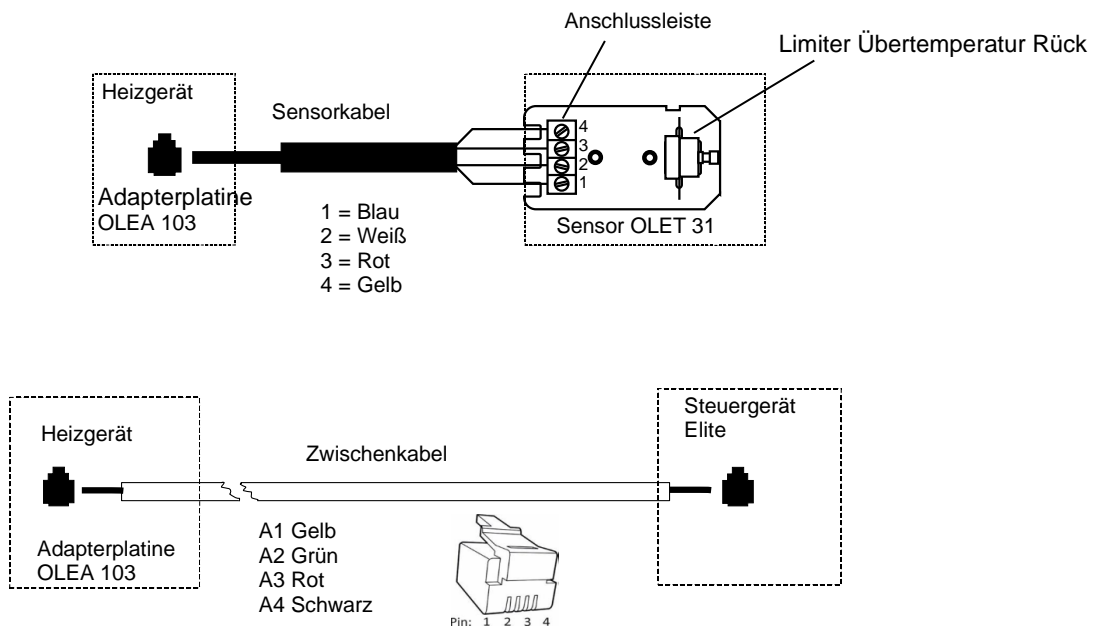 Anschlussleiste
Limiter Übertemperatur Rück
Heizgerät
Sensorkabel
4
3
2
1
Adapterplatine
OLEA 103
1 = Blau
2 = Weiß
3 = Rot
4 = Gelb
Sensor OLET 31
Steuergerät
Elite
Heizgerät
Zwischenkabel
A1 Gelb
A2 Grün
A3 Rot
A4 Schwarz
Adapterplatine
OLEA 103
Pin: 1 2 3 4